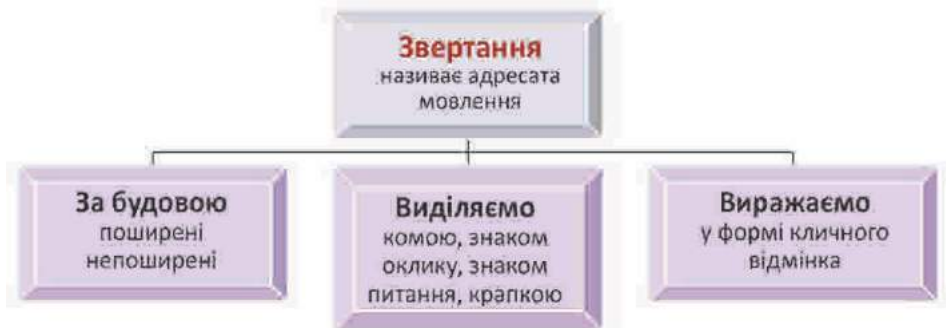 Звертання
називає адресата
мовлення
За будовою
поширені
непоширені
Виділяємо
комою, знаком
оклику, знаком
питання, крапкою
Виражаємо
у формі кличного
відмінка